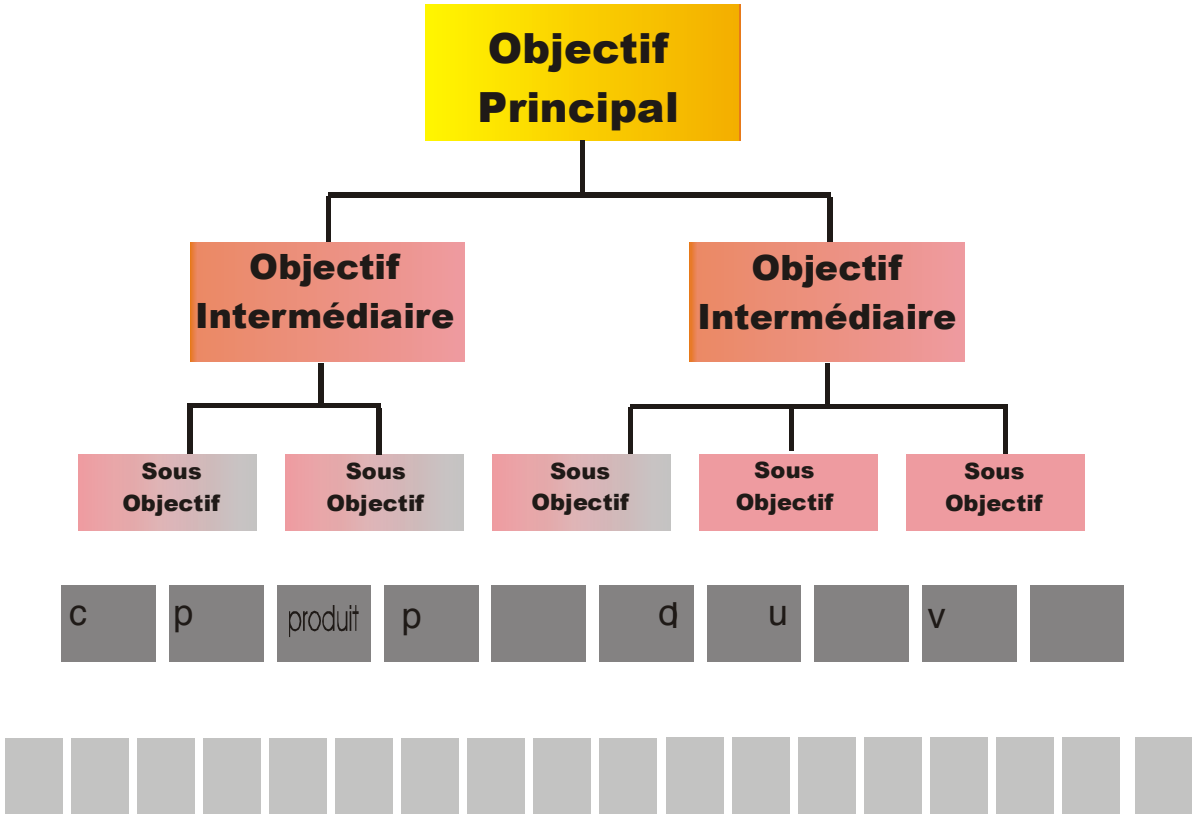 Objectif
Principal
Objectif
Intermédiaire
Objectif
Intermédiaire
Sous
Objectif
Sous
Objectif
Sous
Objectif
Sous
Objectif
Sous
Objectif
c
p
produit
p
d
u
v